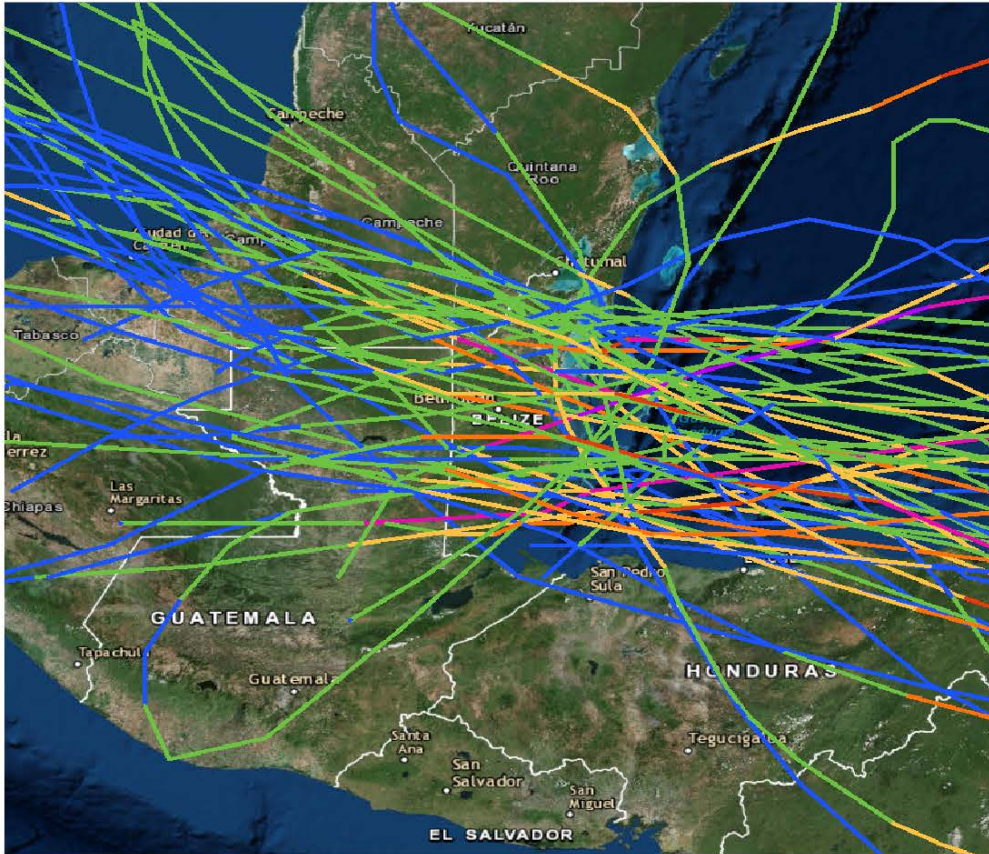 Yucatán
Campeche
Quintana
Roo
Campeche
Chetumal
Tabasco
BELIZE
Las
Margaritas
Chiapas
San Pedro
Sula
GUATEMALA
Tapachula
Guatemala
HONDURAS
Tegucigalpa
Santa
Ana
San
Salvador
San
Miguel
EL SALVADOR